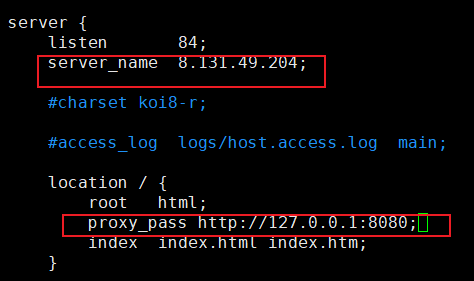 server {
listen 84;
server_name 8.131.49.204;
#charset koi8-r;
#access_log logs/host.access.log main;
location / {
root html;
proxy_pass http://127.0.0.1:8080;
index index.html index.htm;
}